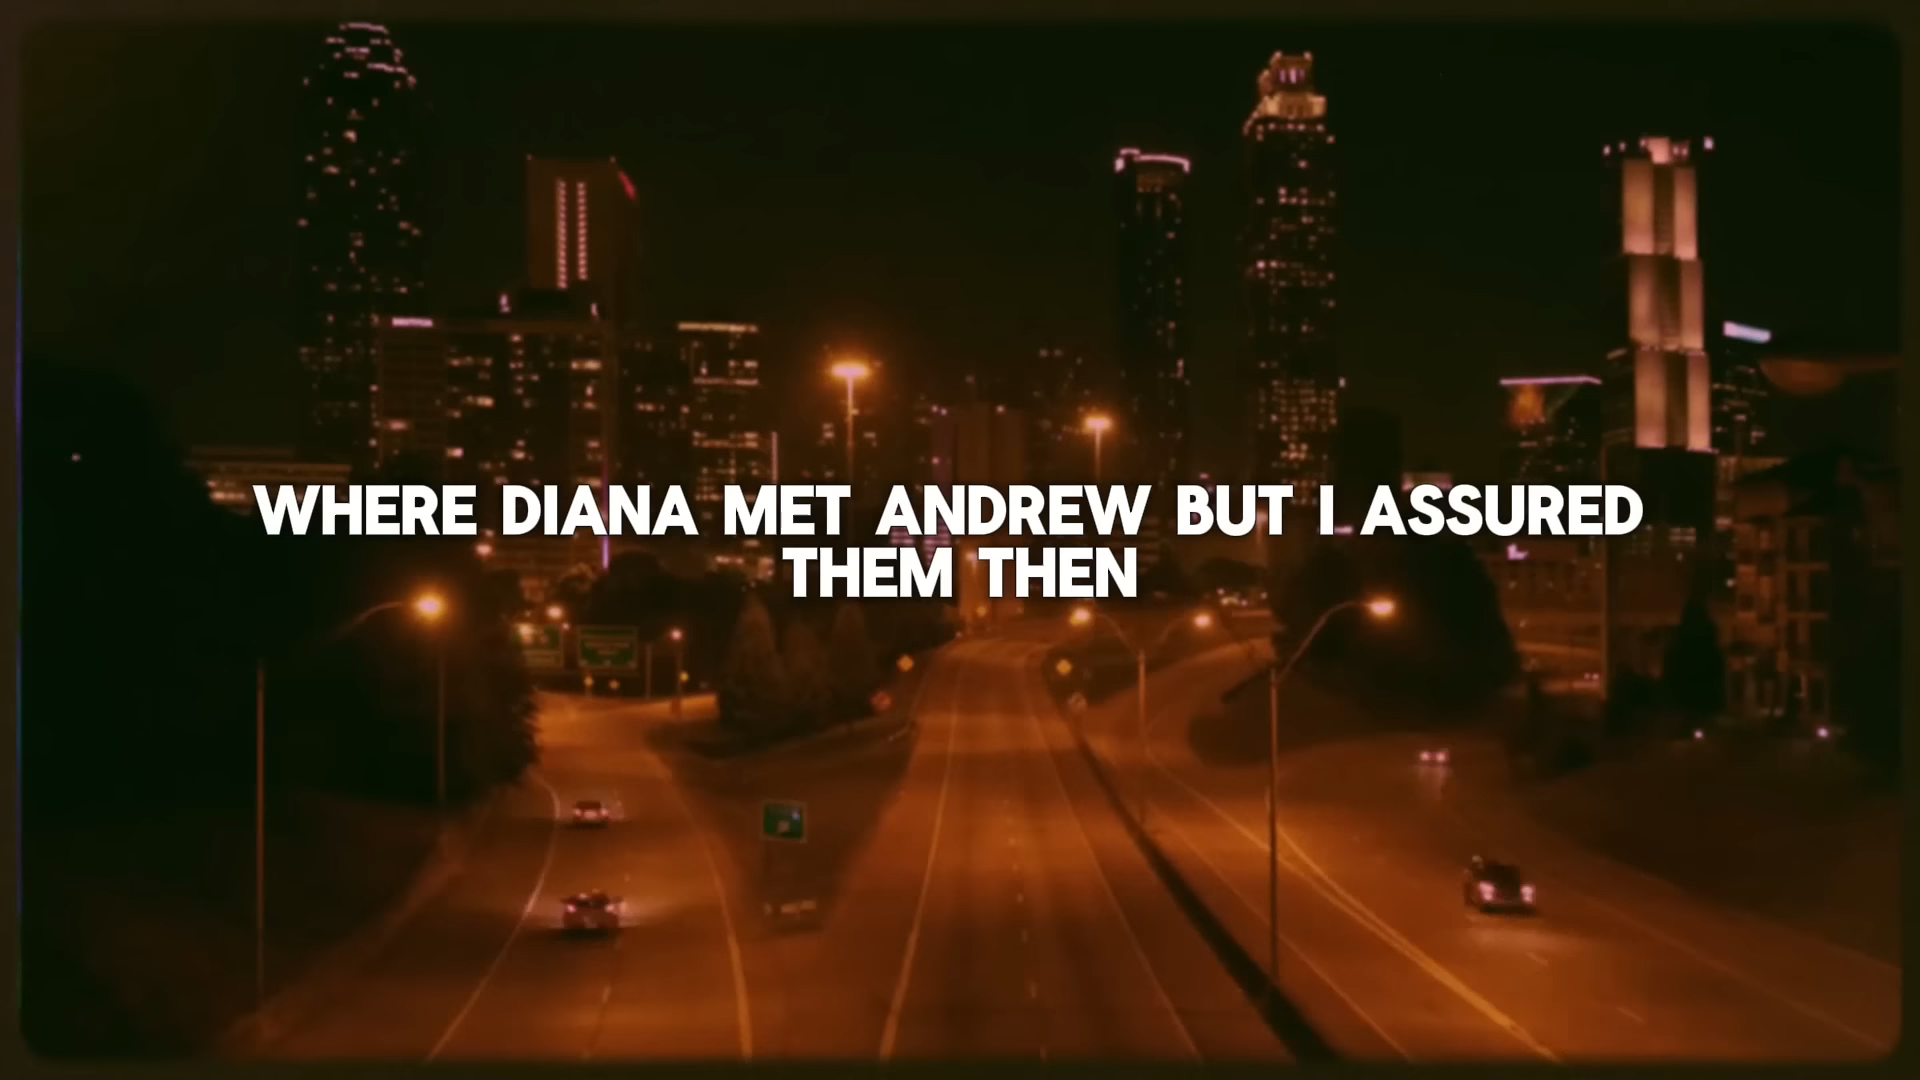 WHERE DIANA MET ANDREW BUT I ASSURED
THEM THEN